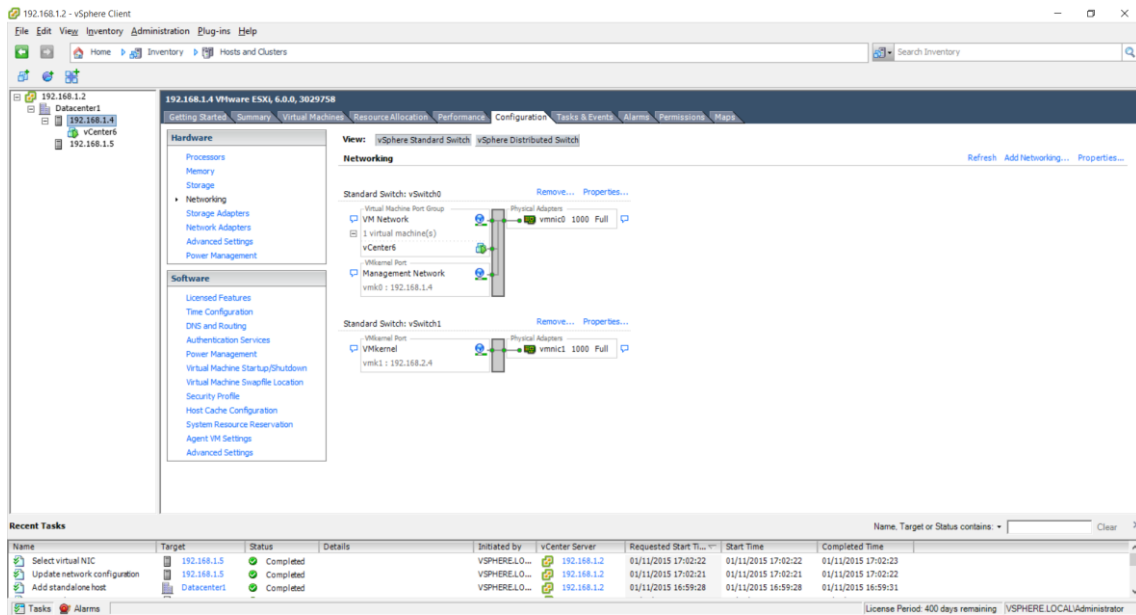 192.168.1.2 - vSphere Client
File Edit View Inventory Administration Plug-ins Help
Home Inventory Hosts and Clusters
Search Inventory
192.168.1.2
Datacenter1
192.168.1.4
vCenter6
192.168.1.5
192.168.1.4 VMware ESXi, 6.0.0, 3029758
Getting Started Summary Virtual Machines Resource Allocation Performance Configuration Tasks & Events Alarms Permissions Maps
Hardware
Processors
Memory
Storage
Networking
Storage Adapters
Network Adapters
Advanced Settings
Power Management
Software
Licensed Features
Time Configuration
DNS and Routing
Authentication Services
Power Management
Virtual Machine Startup/Shutdown
Virtual Machine Swapfile Location
Security Profile
Host Cache Configuration
System Resource Reservation
Agent VM Settings
Advanced Settings
View: vSphere Standard Switch vSphere Distributed Switch
Networking
Refresh Add Networking... Properties...
Standard Switch: vSwitch0 Remove... Properties...
Virtual Machine Port Group Physical Adapters
VM Network vmnic0 1000 Full
1 virtual machine(s)
vCenter6
VMkernel Port
Management Network
vmk0 : 192.168.1.4
Standard Switch: vSwitch1 Remove... Properties...
VMkernel Port Physical Adapters
VMkernel vmnic1 1000 Full
vmk1 : 192.168.2.4
Recent Tasks
Name, Target or Status contains: Clear
Name Target Status Details Initiated by vCenter Server Requested Start Ti... Start Time Completed Time
Select virtual NIC 192.168.1.5 Completed VSPHERE.LO... 192.168.1.2 01/11/2015 17:02:22 01/11/2015 17:02:22 01/11/2015 17:02:23
Update network configuration 192.168.1.5 Completed VSPHERE.LO... 192.168.1.2 01/11/2015 17:02:21 01/11/2015 17:02:21 01/11/2015 17:02:22
Add standalone host Datacenter1 Completed VSPHERE.LO... 192.168.1.2 01/11/2015 16:59:28 01/11/2015 16:59:28 01/11/2015 16:59:31
Tasks Alarms
License Period: 400 days remaining VSPHERE.LOCAL\Administrator